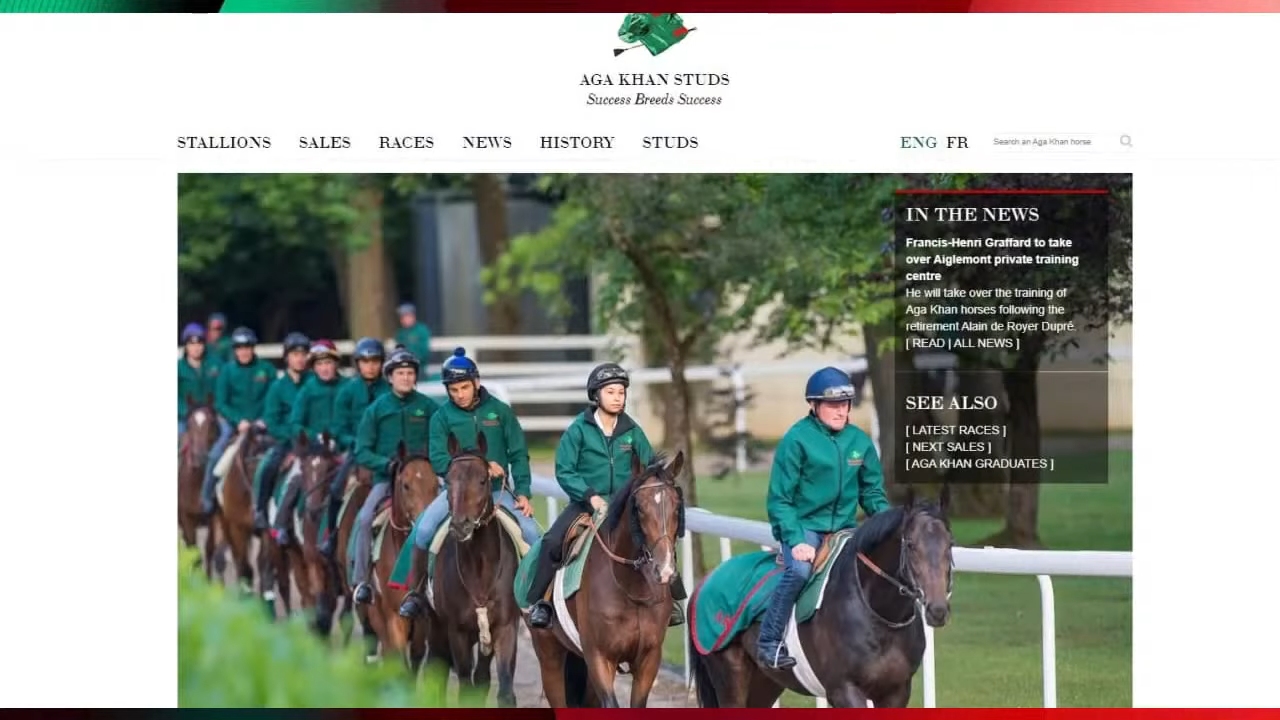 AGA KHAN STUDS
Success Breeds Success
STALLIONS SALES RACES NEWS HISTORY STUDS ENG FR Search an Aga Khan horse
IN THE NEWS
Francis-Henri Graffard to take
over Aiglemont private training
centre
He will take over the training of
Aga Khan horses following the
retirement Alain de Royer Dupré.
[ READ | ALL NEWS ]
SEE ALSO
[ LATEST RACES ]
[ NEXT SALES ]
[ AGA KHAN GRADUATES ]